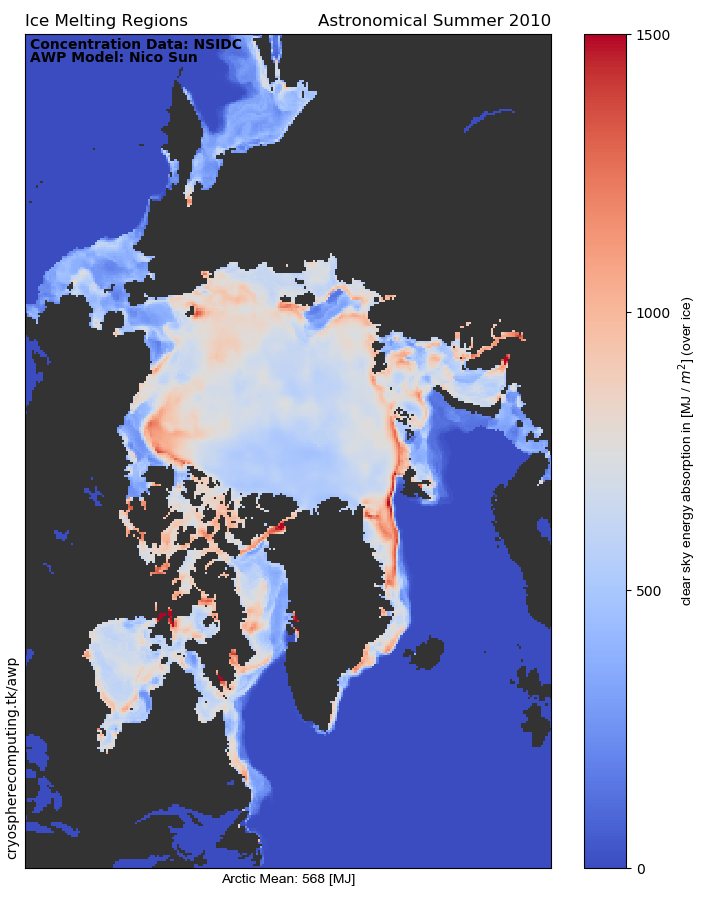 Ice Melting Regions
Astronomical Summer 2010
Concentration Data: NSIDC
AWP Model: Nico Sun
1500
1000
500
0
clear sky energy absorption in [MJ / m²] (over ice)
cryospherecomputing.tk/awp
Arctic Mean: 568 [MJ]